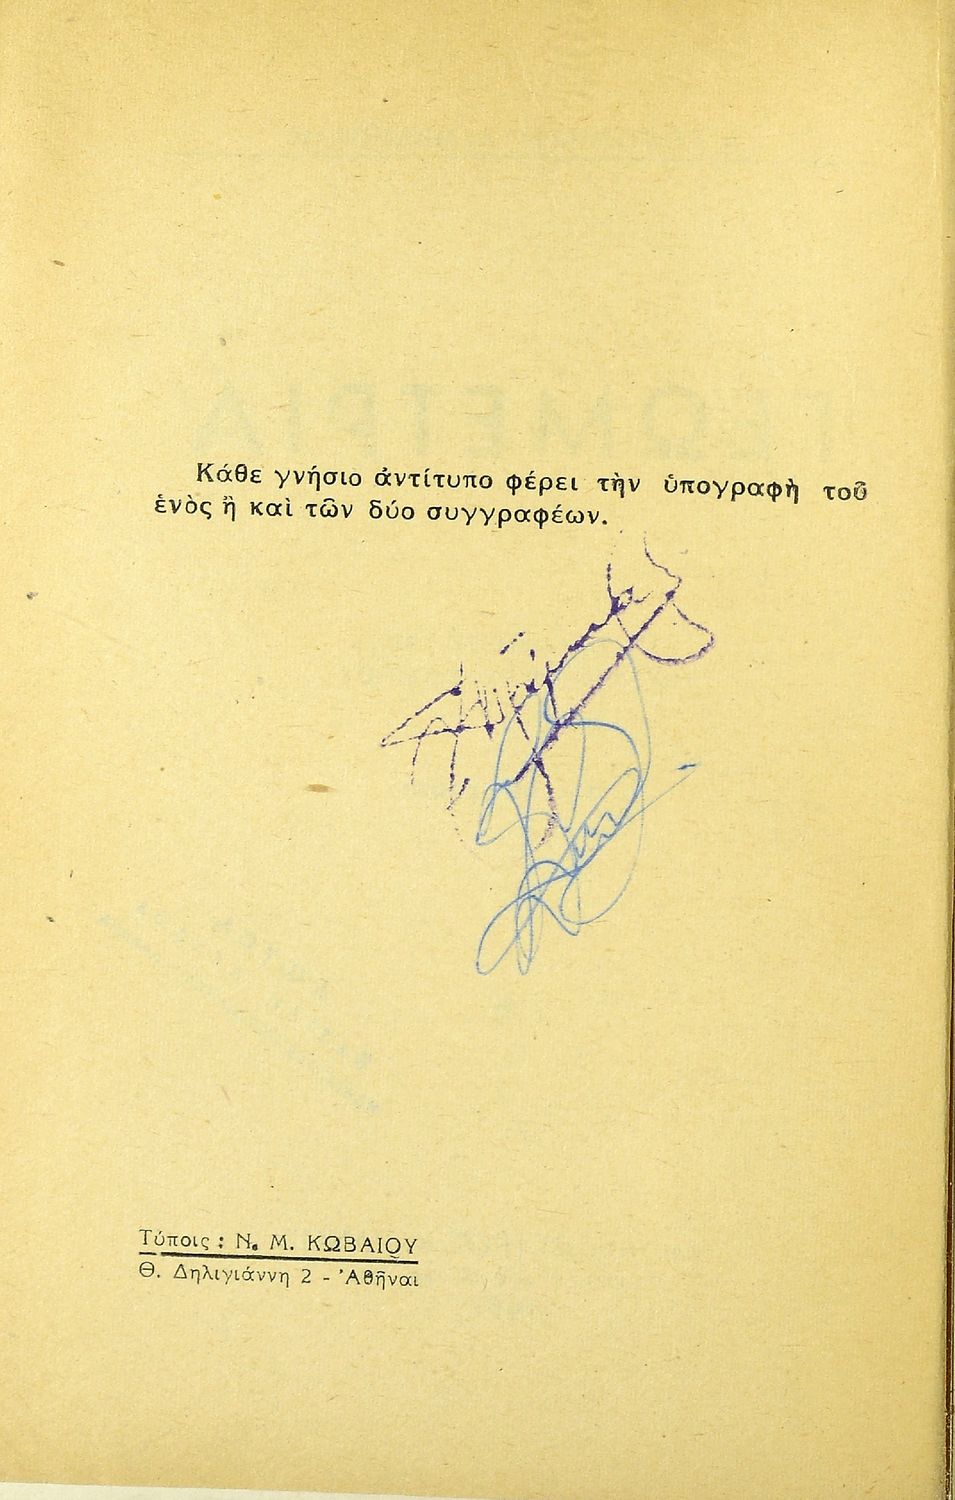 Κάθε γνήσιο ἀντίτυπο φέρει τὴν ὑπογραφὴ τοῦ
ἑνὸς ἢ καὶ τῶν δύο συγγραφέων.
Τύποις : Ν. Μ. ΚΩΒΑΙΟΥ
Θ. Δηλιγιάννη 2 - Ἀθῆναι